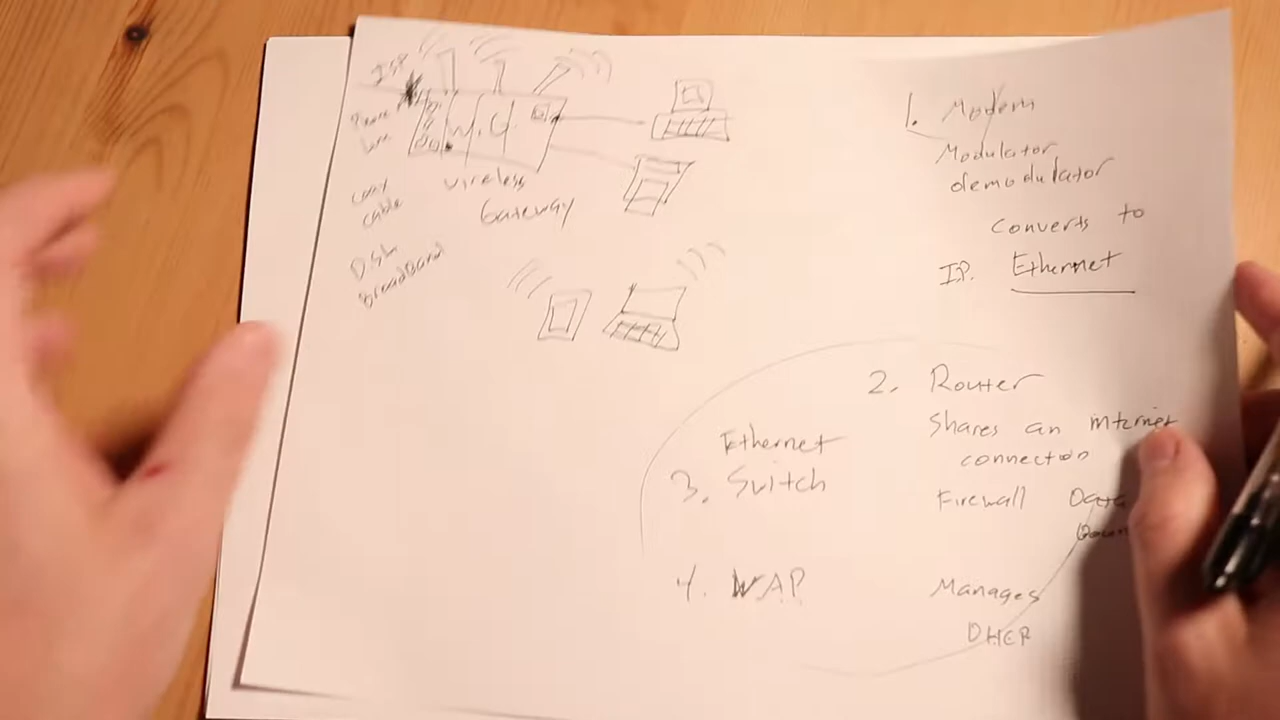 ISP
Phone
Line
W.G.
wireless
Gateway
coax
cable
DSL
BroadBand
1. Modem
Modulator
demodulator
Converts to
I.P. Ethernet
2. Router
Shares an internet
connection
Firewall Data
Manages
DHCP
Ethernet
3. Switch
4. WAP